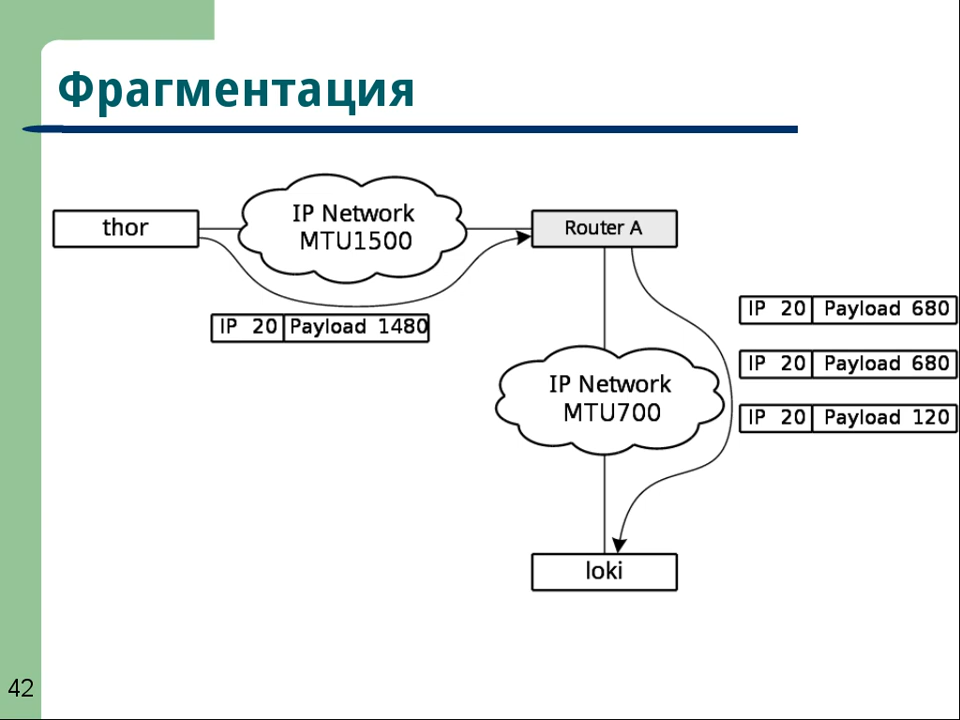 Фрагментация
thor
IP Network
MTU1500
Router A
IP 20 Payload 1480
IP 20 Payload 680
IP 20 Payload 680
IP 20 Payload 120
IP Network
MTU700
loki
42